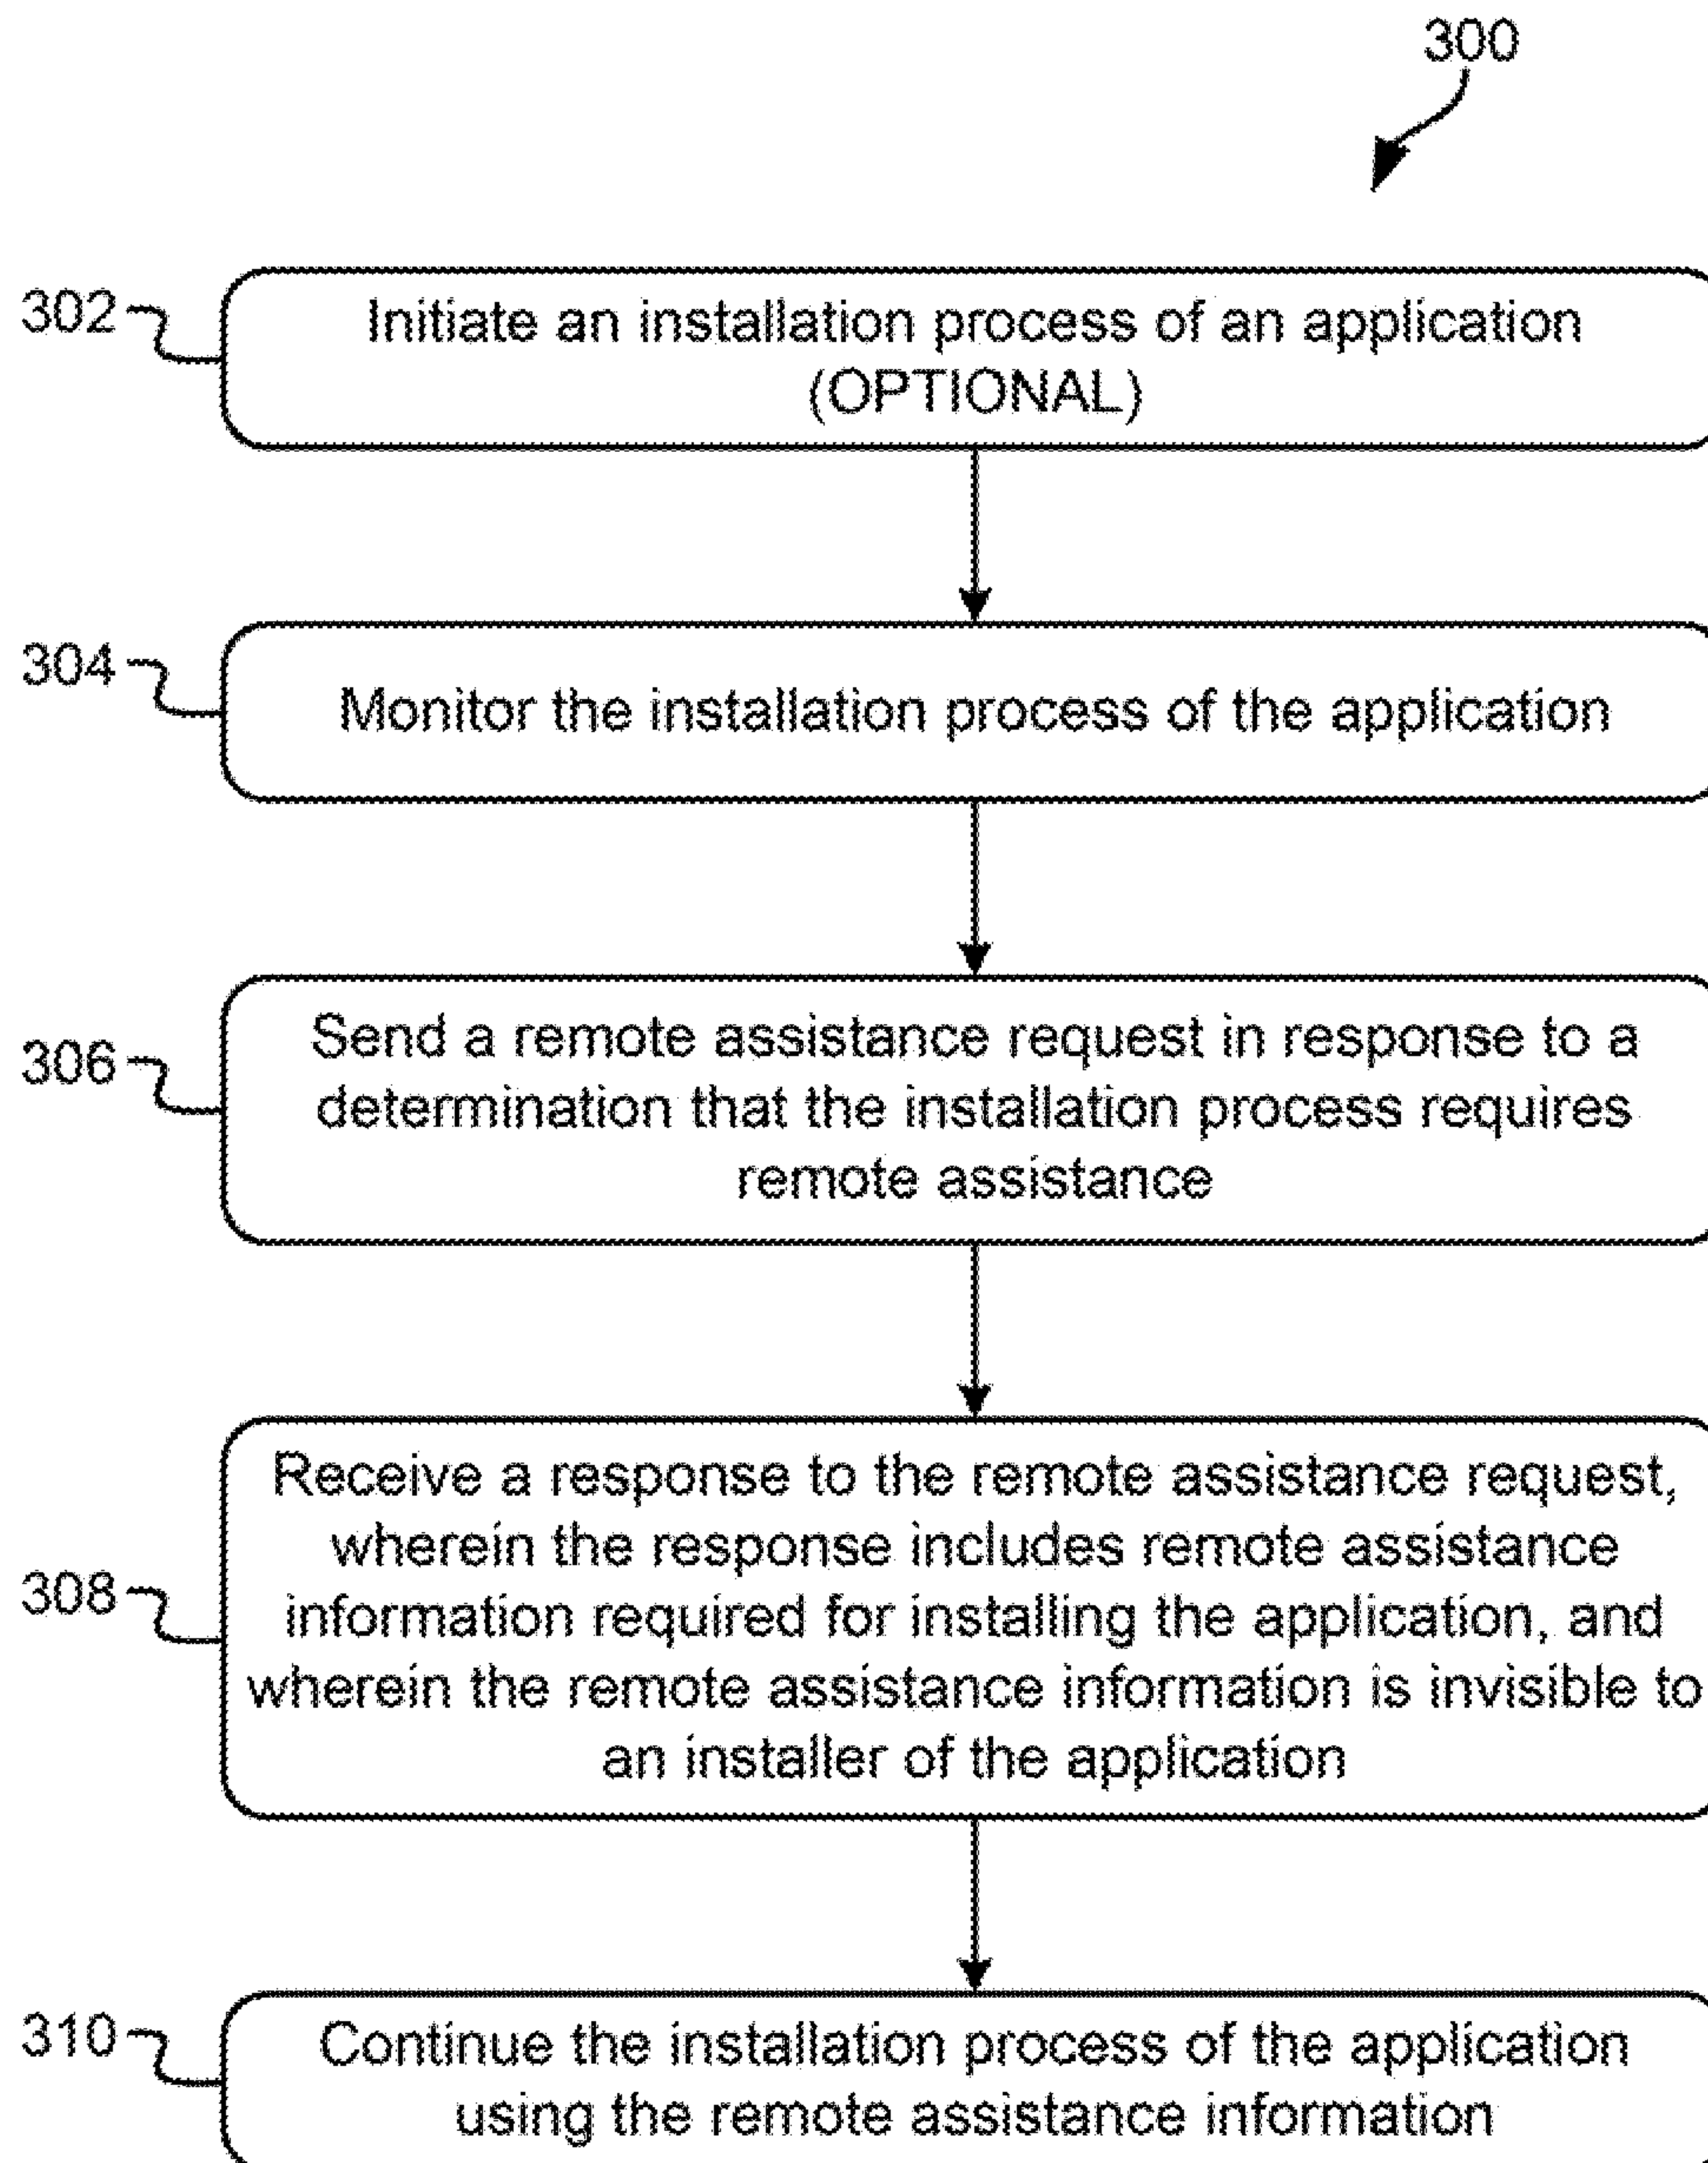 300
302
Initiate an installation process of an application
(OPTIONAL)
304
Monitor the installation process of the application
306
Send a remote assistance request in response to a
determination that the installation process requires
remote assistance
308
Receive a response to the remote assistance request,
wherein the response includes remote assistance
information required for installing the application, and
wherein the remote assistance information is invisible to
an installer of the application
310
Continue the installation process of the application
using the remote assistance information